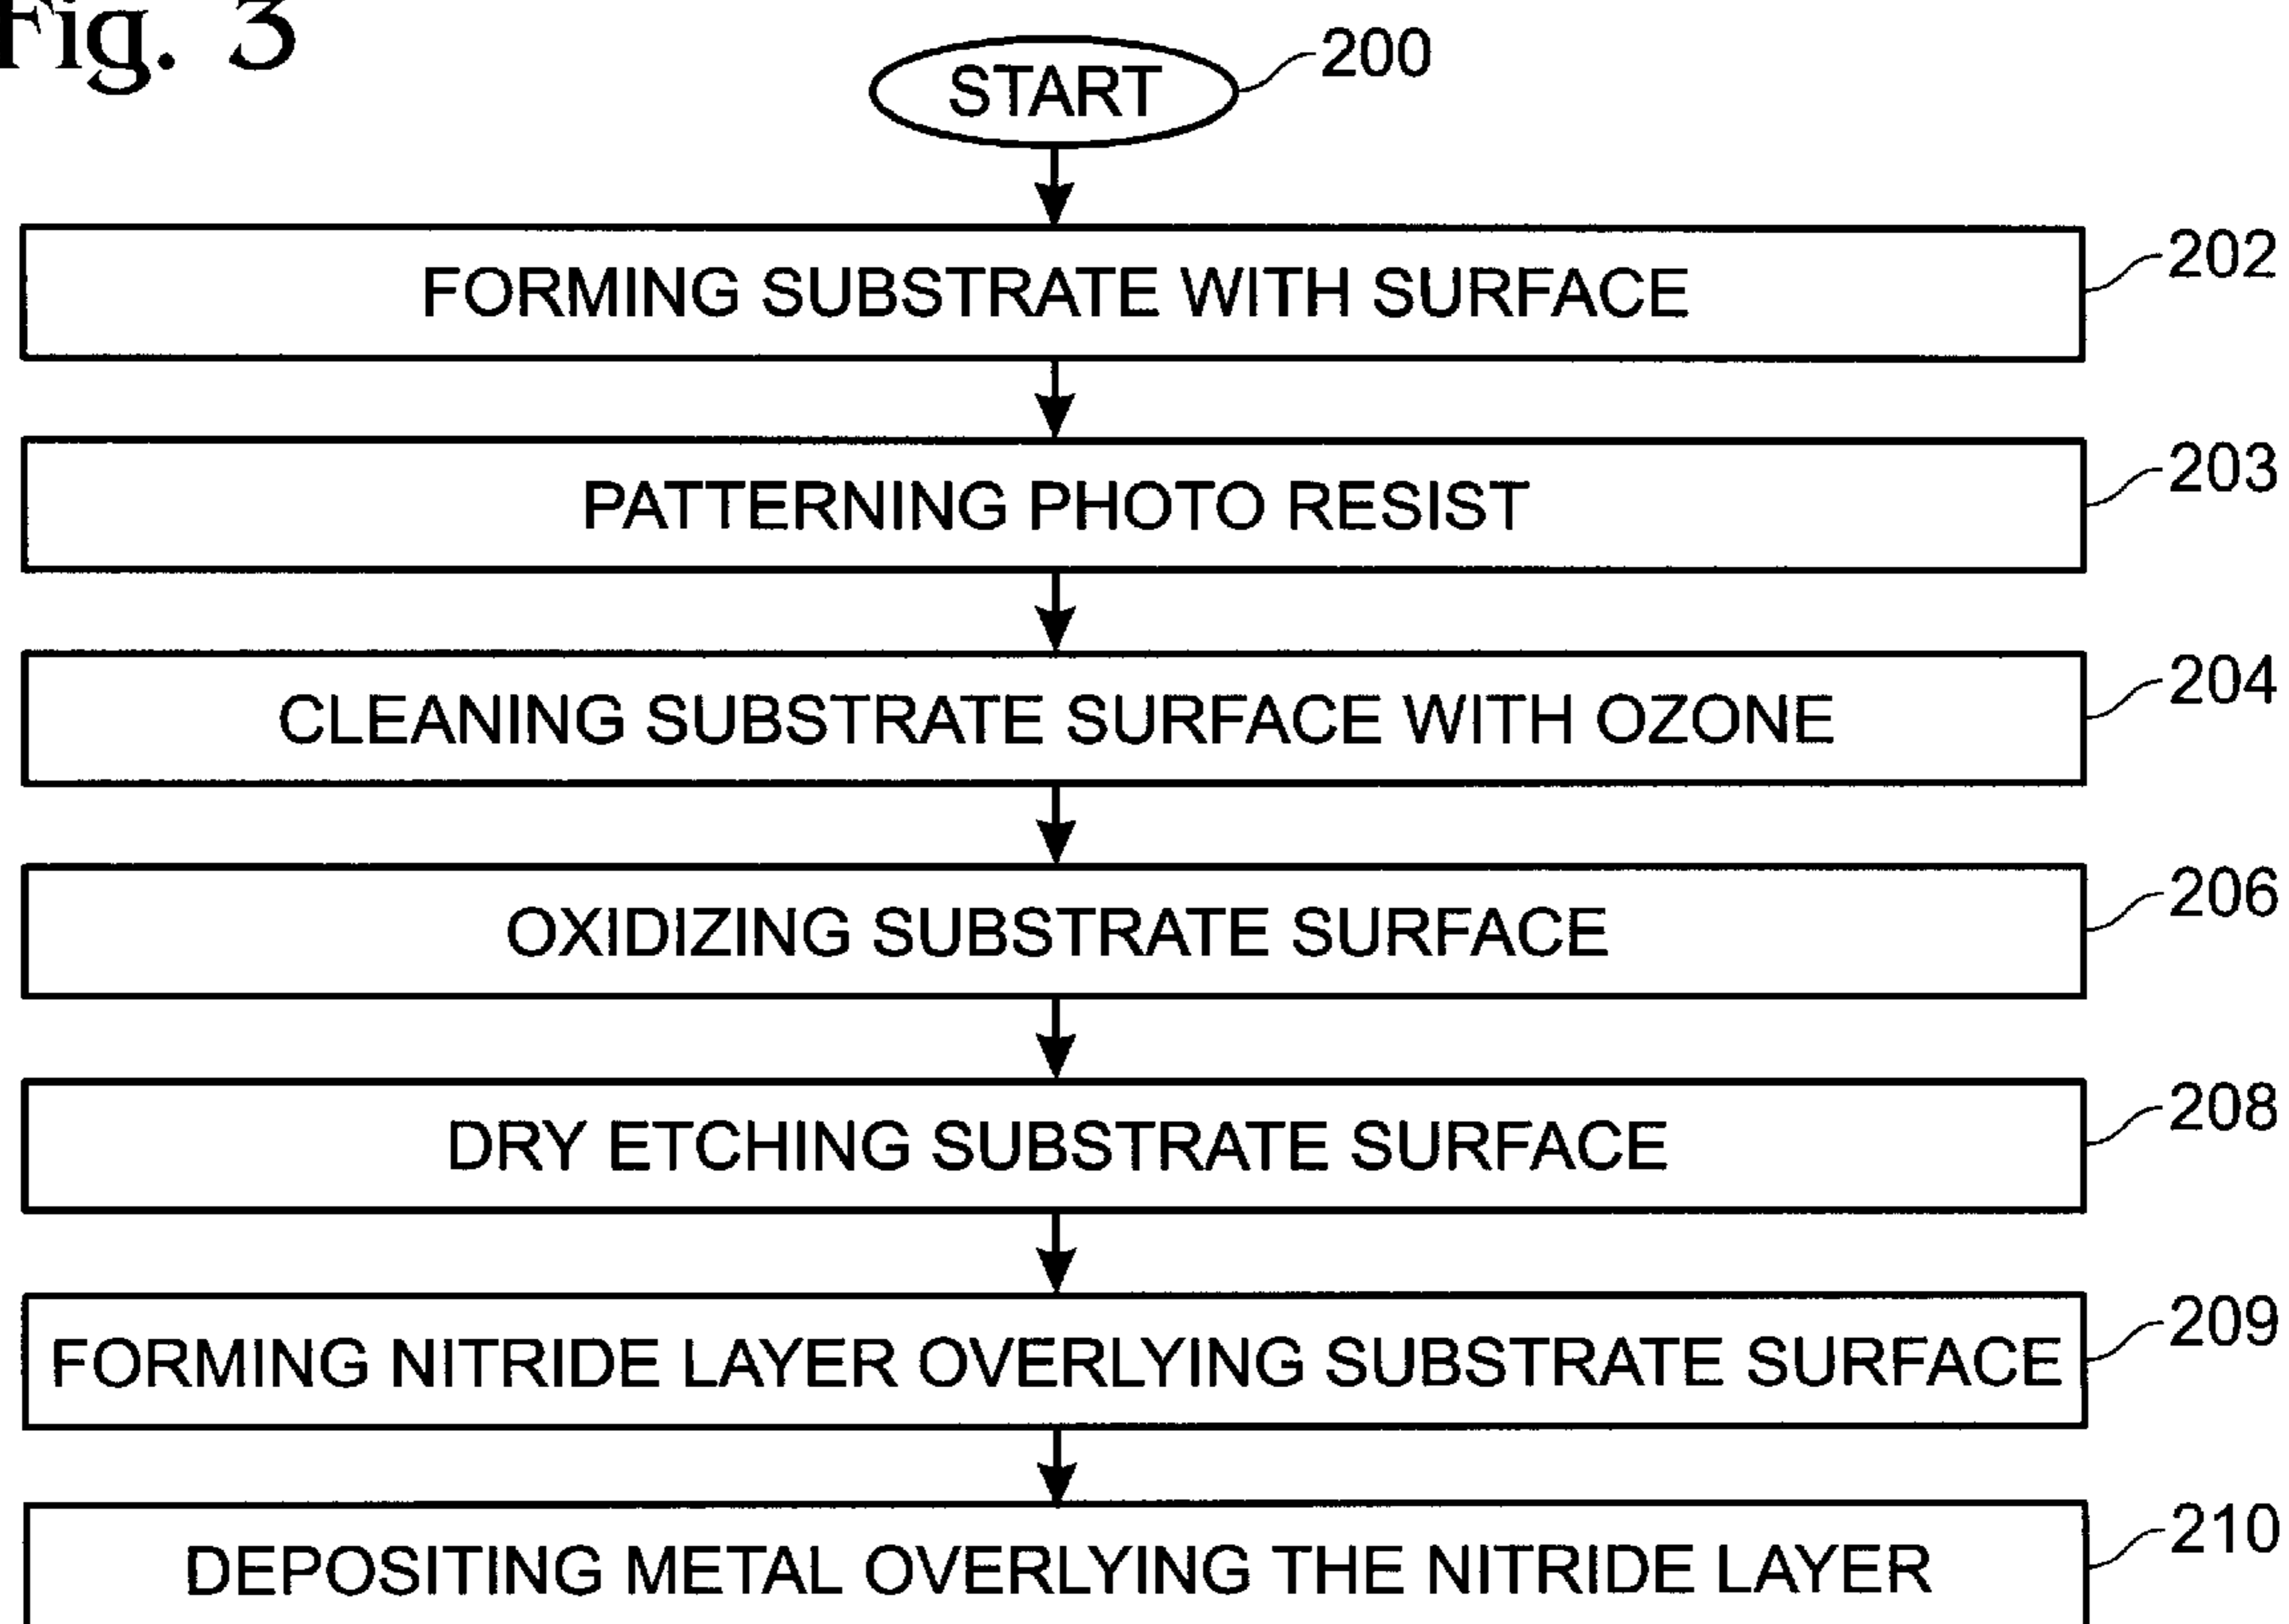 Fig. 3
START
200
FORMING SUBSTRATE WITH SURFACE
202
PATTERNING PHOTO RESIST
203
CLEANING SUBSTRATE SURFACE WITH OZONE
204
OXIDIZING SUBSTRATE SURFACE
206
DRY ETCHING SUBSTRATE SURFACE
208
FORMING NITRIDE LAYER OVERLYING SUBSTRATE SURFACE
209
DEPOSITING METAL OVERLYING THE NITRIDE LAYER
210